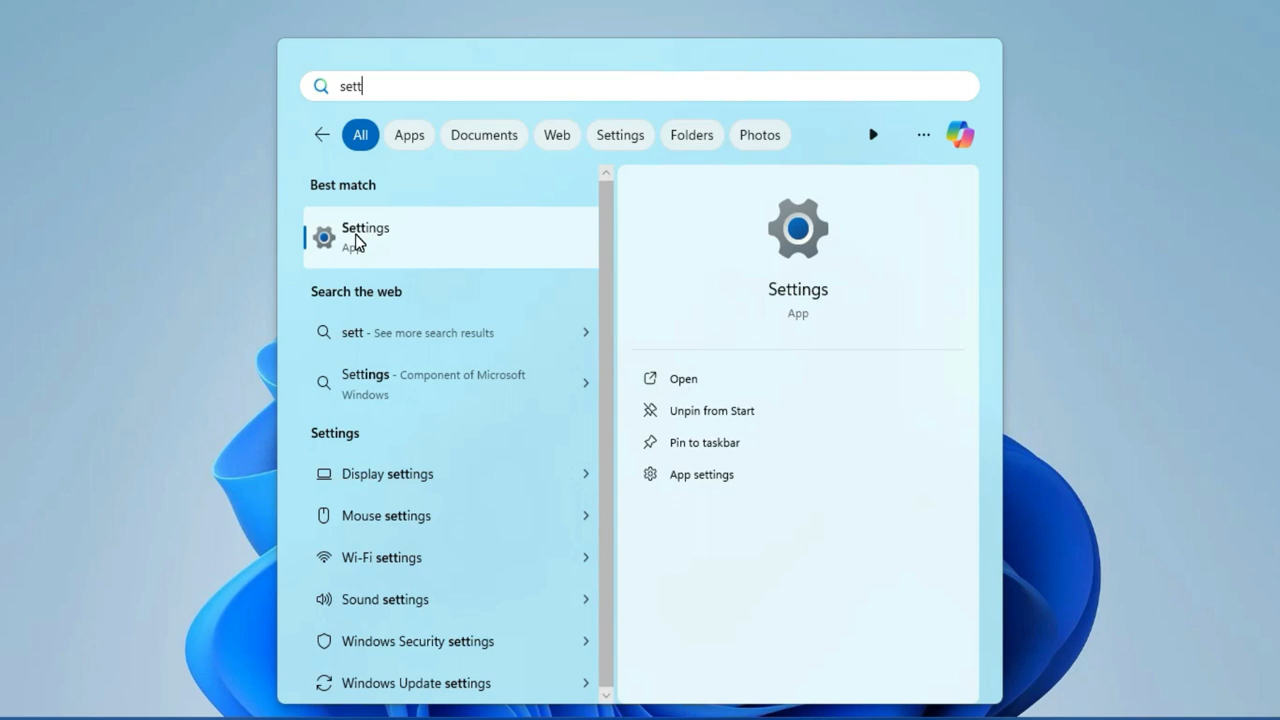 sett
All Apps Documents Web Settings Folders Photos
Best match
Settings
App
Search the web
sett - See more search results
Settings - Component of Microsoft
Windows
Settings
Display settings
Mouse settings
Wi-Fi settings
Sound settings
Windows Security settings
Windows Update settings
Settings
App
Open
Unpin from Start
Pin to taskbar
App settings